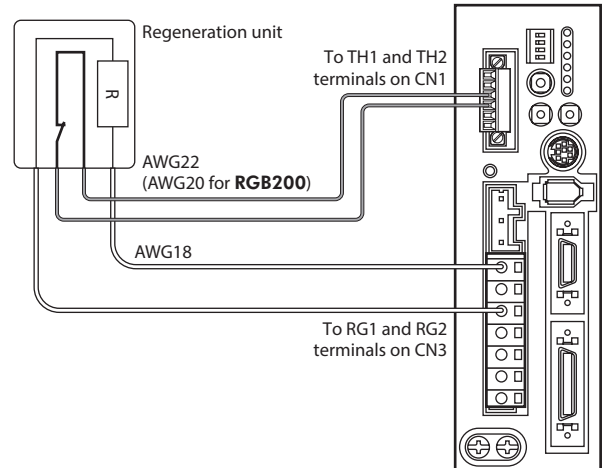 Regeneration unit
To TH1 and TH2
terminals on CN1
R
AWG22
(AWG20 for RGB200)
AWG18
To RG1 and RG2
terminals on CN3